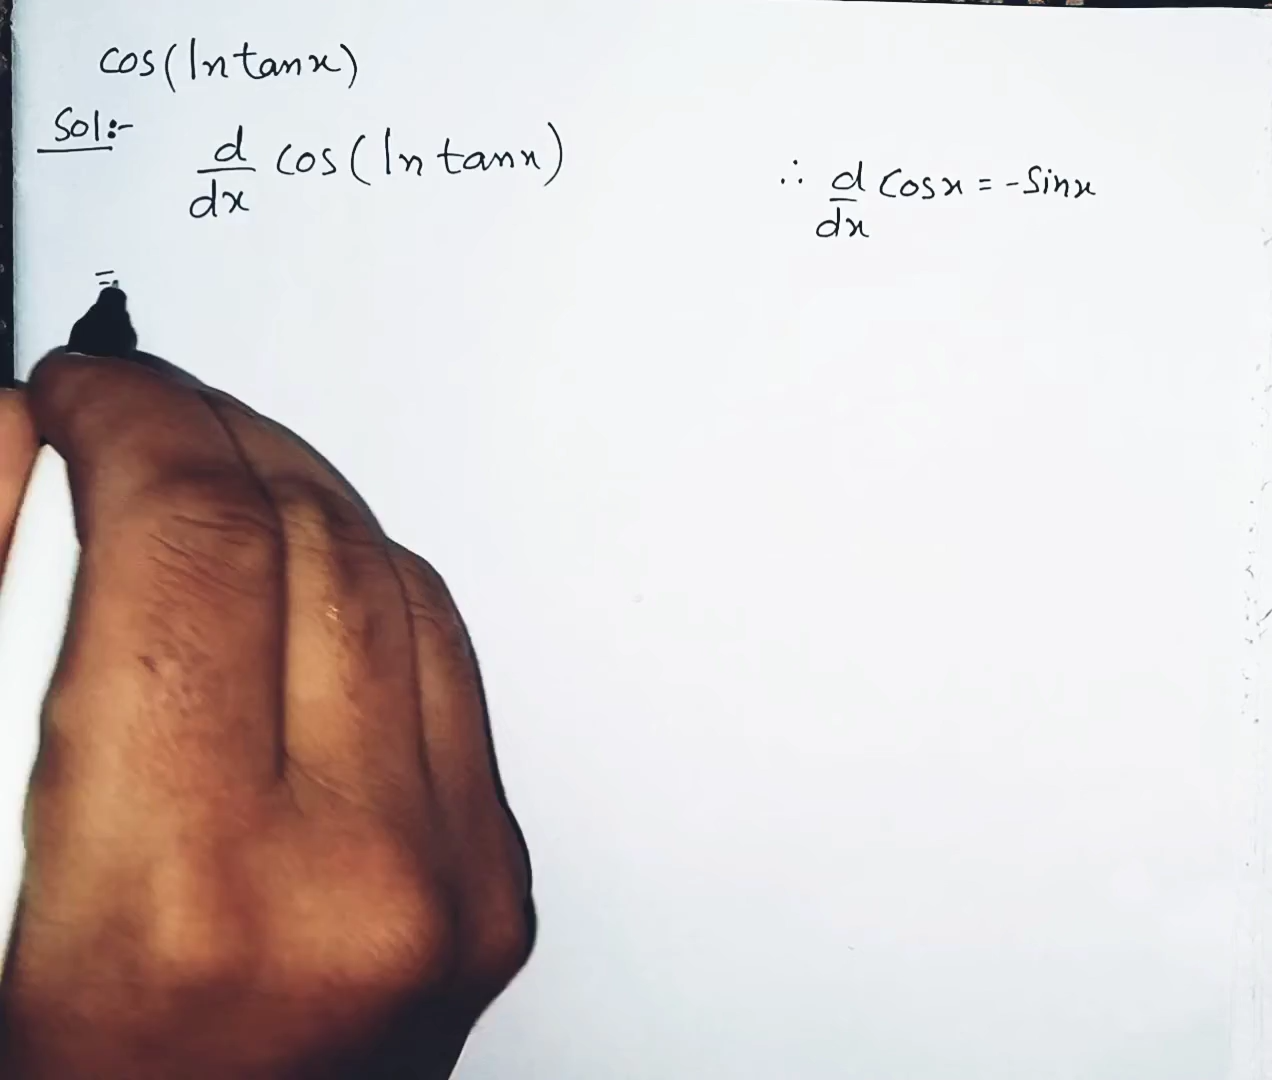 cos(ln tanx)
Sol:-
d/dx cos(ln tanx)
∴ d/dx Cosx = -Sinx
=